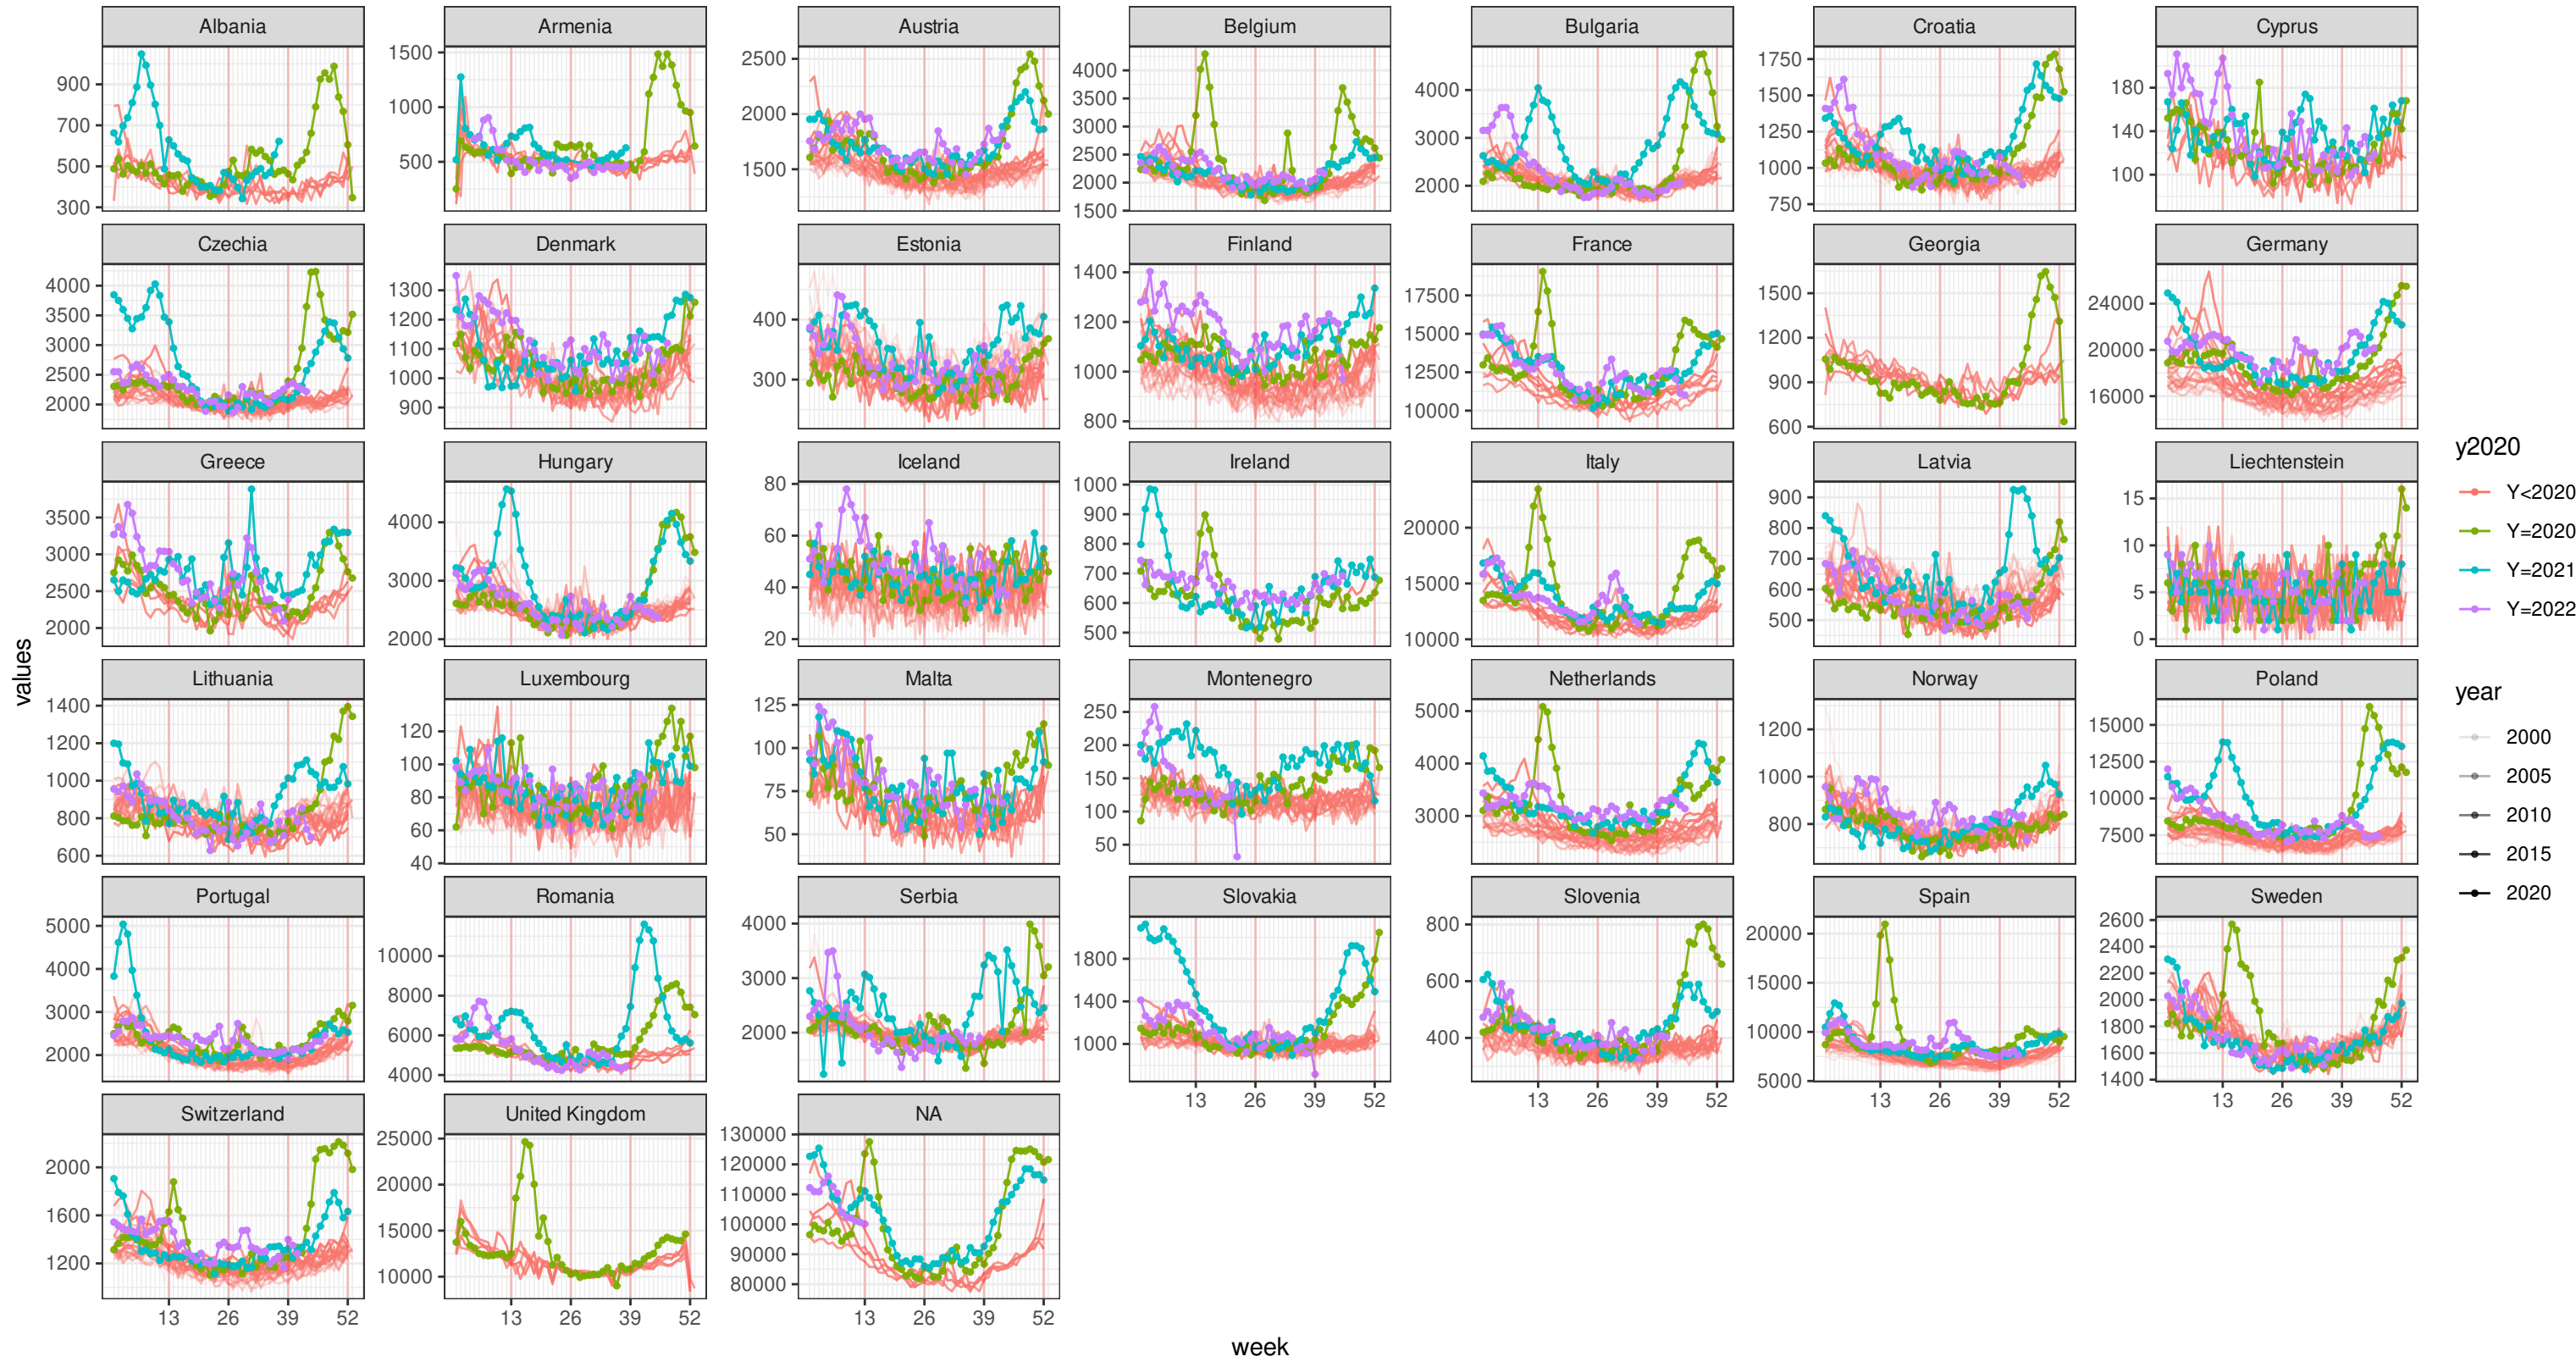 Albania Armenia Austria Belgium Bulgaria Croatia Cyprus
900 700 500 300
1500 1000 500
2500 2000 1500
4000 3500 3000 2500 2000 1500
4000 3000 2000
1750 1500 1250 1000 750
180 140 100
Czechia Denmark Estonia Finland France Georgia Germany
4000 3500 3000 2500 2000
1300 1200 1100 1000 900
400 300
1400 1200 1000 800
17500 15000 12500 10000
1500 1200 900 600
24000 20000 16000
Greece Hungary Iceland Ireland Italy Latvia Liechtenstein
3500 3000 2500 2000
4000 3000 2000
80 60 40 20
1000 900 800 700 600 500
20000 15000 10000
900 800 700 600 500
15 10 5 0
Lithuania Luxembourg Malta Montenegro Netherlands Norway Poland
1400 1200 1000 800 600
120 100 80 60 40
125 100 75 50
250 200 150 100 50
5000 4000 3000
1200 1000 800
15000 12500 10000 7500
Portugal Romania Serbia Slovakia Slovenia Spain Sweden
5000 4000 3000 2000
10000 8000 6000 4000
4000 3000 2000
1800 1400 1000
800 600 400
20000 15000 10000 5000
2600 2400 2200 2000 1800 1600 1400
13 26 39 52
13 26 39 52
13 26 39 52
13 26 39 52
Switzerland United Kingdom NA
2000 1600 1200
25000 20000 15000 10000
130000 120000 110000 100000 90000 80000
13 26 39 52
13 26 39 52
13 26 39 52
week
values
y2020
Y<2020
Y=2020
Y=2021
Y=2022
year
2000
2005
2010
2015
2020